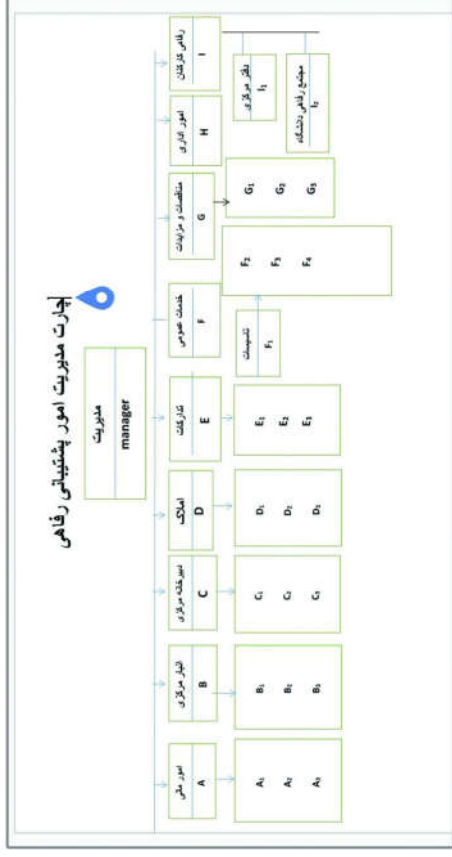 چارت مدیریت امور پشتیبانی رفاهی
مدیریت
manager
امور مالی
A
انبار مرکزی
B
دبیرخانه مرکزی
C
املاک
D
تدارکات
E
خدمات عمومی
F
مناقصات و مزایدات
G
امور اداری
H
رفاهی کارکنان
I
A₁
A₂
A₃
B₁
B₂
B₃
C₁
C₂
C₃
D₁
D₂
D₃
E₁
E₂
E₃
تاسیسات
F₁
F₂
F₃
F₄
G₁
G₂
G₃
دفتر مرکزی
I₁
مجتمع رفاهی دانشگاه
I₂